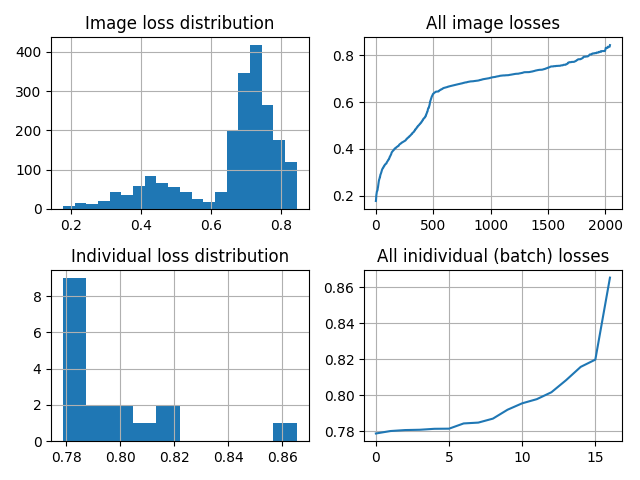 Image loss distribution
400
300
200
100
0
0.2 0.4 0.6 0.8
All image losses
0.8
0.6
0.4
0.2
0 500 1000 1500 2000
Individual loss distribution
8
6
4
2
0
0.78 0.80 0.82 0.84 0.86
All inidividual (batch) losses
0.86
0.84
0.82
0.80
0.78
0 5 10 15